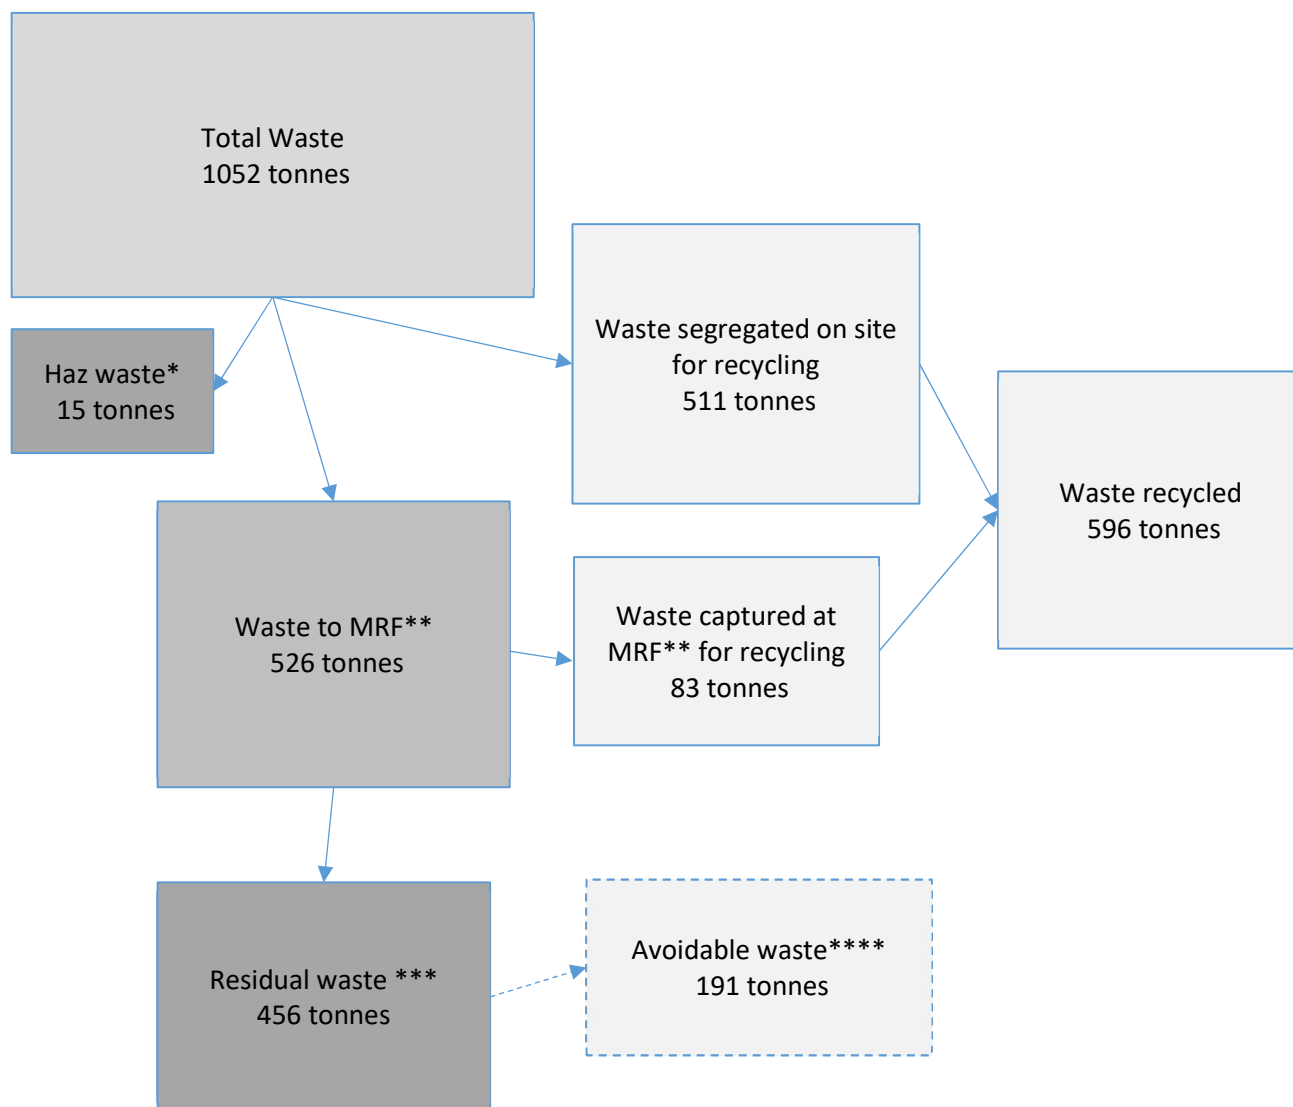 Total Waste
1052 tonnes
Waste segregated on site
for recycling
511 tonnes
Haz waste*
15 tonnes
Waste recycled
596 tonnes
Waste to MRF**
526 tonnes
Waste captured at
MRF** for recycling
83 tonnes
Residual waste ***
456 tonnes
Avoidable waste****
191 tonnes